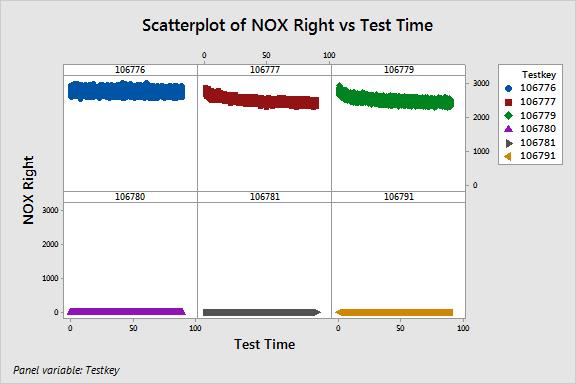 Scatterplot of NOX Right vs Test Time
0 50 100
106776 106777 106779
Testkey
106776
106777
106779
106780
106781
106791
3000
2000
1000
0
NOX Right
106780 106781 106791
3000
2000
1000
0
0 50 100 0 50 100
Test Time
Panel variable: Testkey